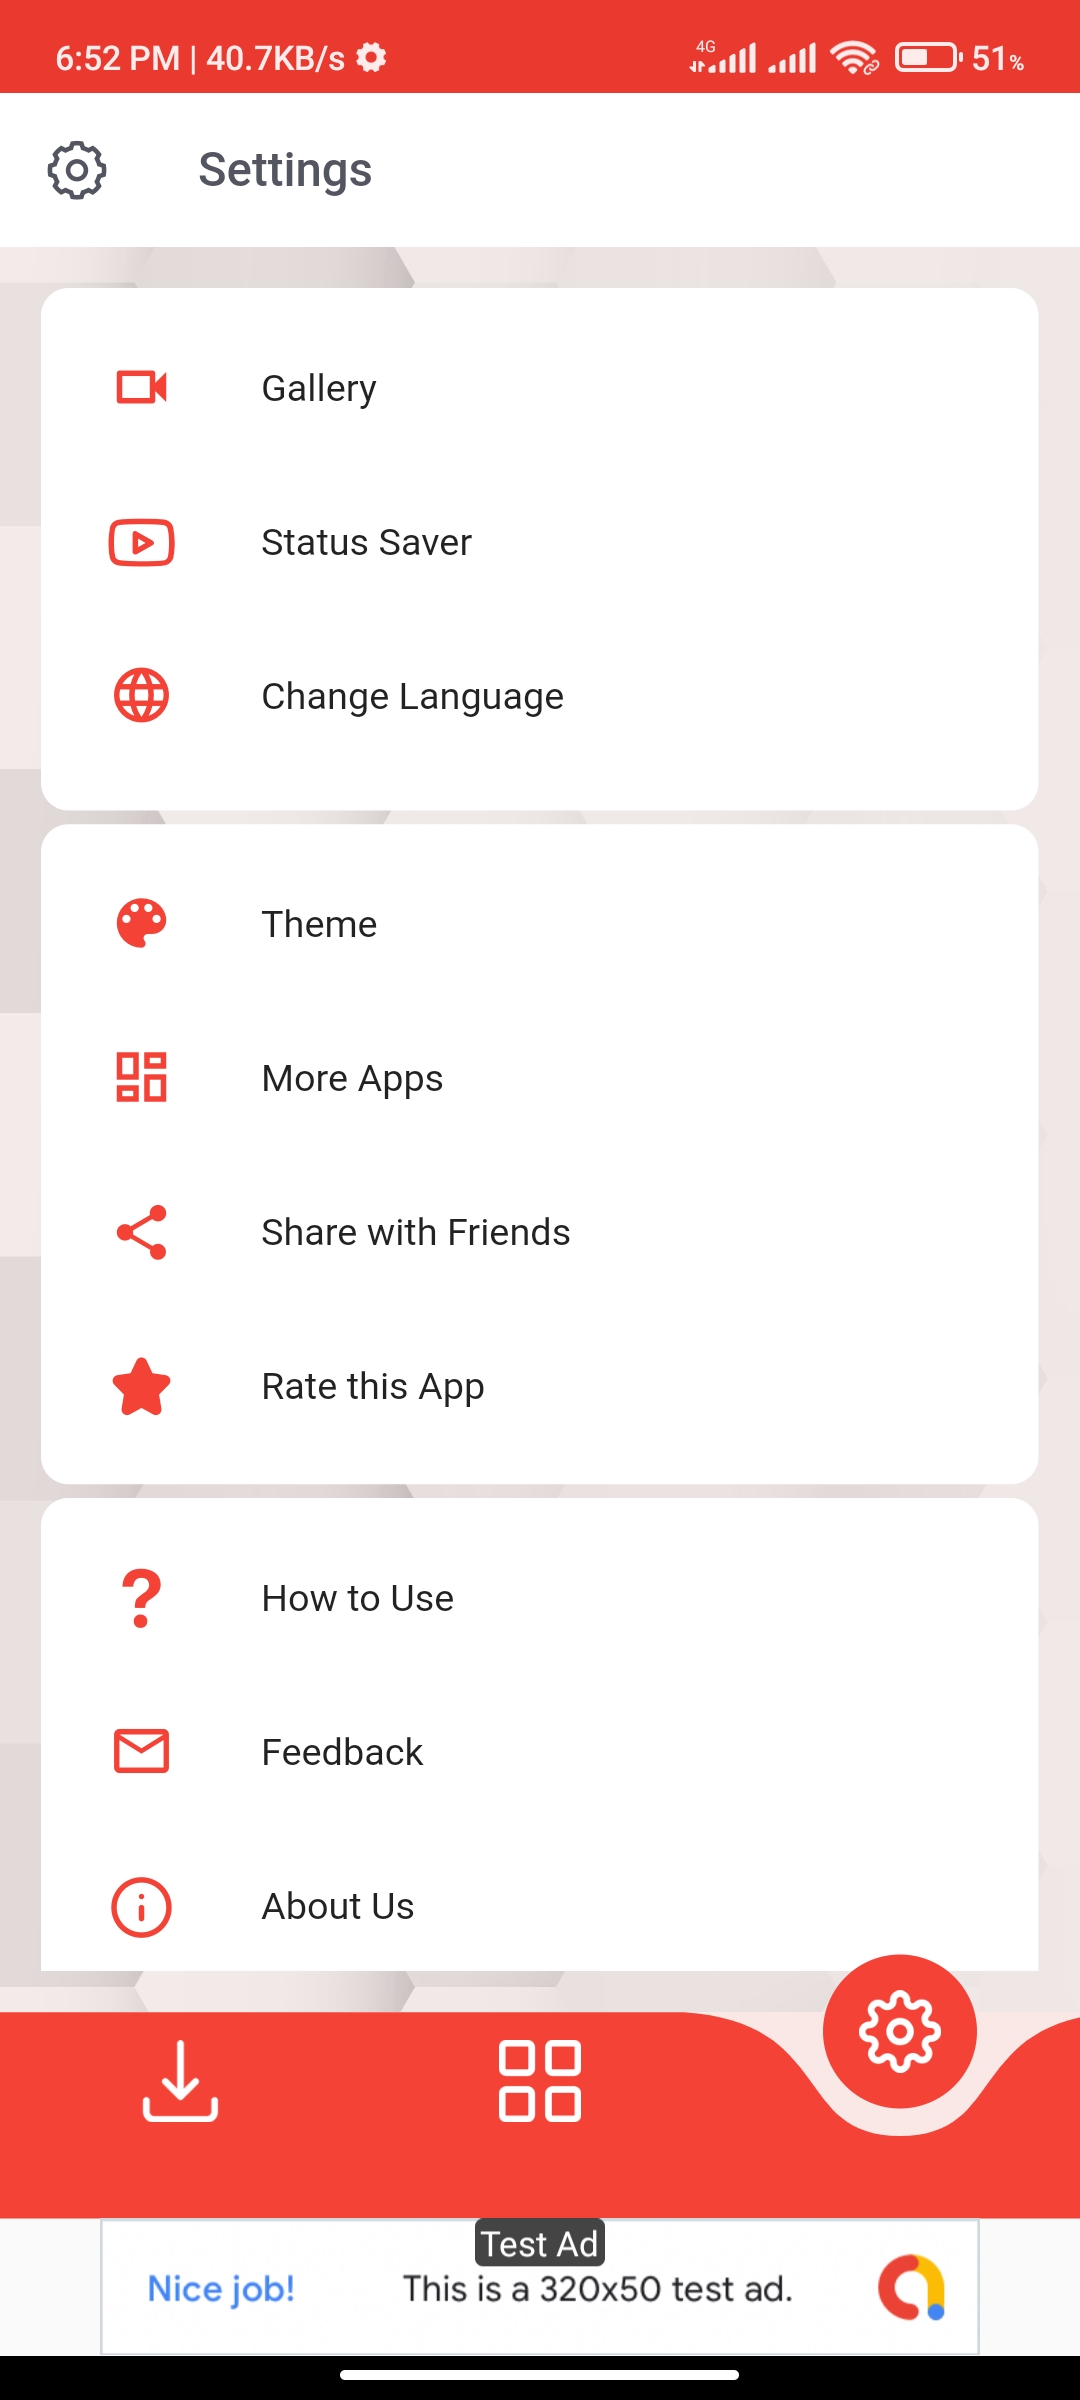 6:52 PM | 40.7KB/s
4G
51%
Settings
Gallery
Status Saver
Change Language
Theme
More Apps
Share with Friends
Rate this App
How to Use
Feedback
About Us
Test Ad
Nice job! This is a 320x50 test ad.